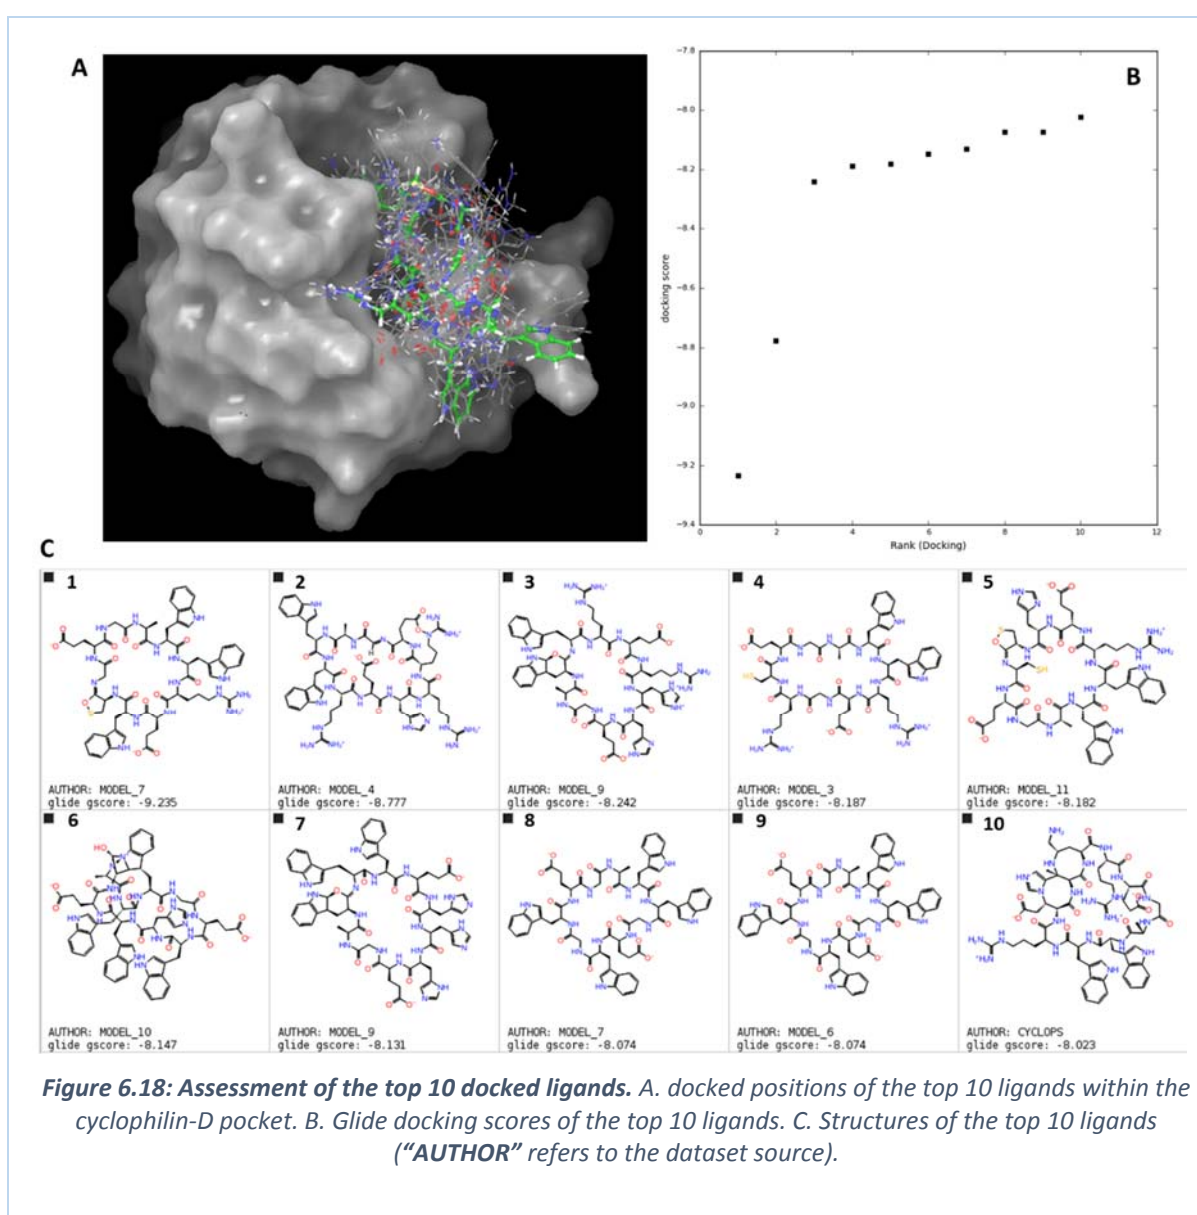 A
B
−7.8
−8.0
−8.2
−8.4
−8.6
−8.8
−9.0
−9.2
−9.4
docking score
0 2 4 6 8 10 12
Rank (Docking)
C
1 2 3 4 5
AUTHOR: MODEL_7 AUTHOR: MODEL_4 AUTHOR: MODEL_9 AUTHOR: MODEL_3 AUTHOR: MODEL_11
glide gscore: -9.235 glide gscore: -8.777 glide gscore: -8.242 glide gscore: -8.187 glide gscore: -8.182
6 7 8 9 10
AUTHOR: MODEL_10 AUTHOR: MODEL_9 AUTHOR: MODEL_7 AUTHOR: MODEL_6 AUTHOR: CYCLOPS
glide gscore: -8.147 glide gscore: -8.131 glide gscore: -8.074 glide gscore: -8.074 glide gscore: -8.023
Figure 6.18: Assessment of the top 10 docked ligands. A. docked positions of the top 10 ligands within the
cyclophilin-D pocket. B. Glide docking scores of the top 10 ligands. C. Structures of the top 10 ligands
(“AUTHOR” refers to the dataset source).